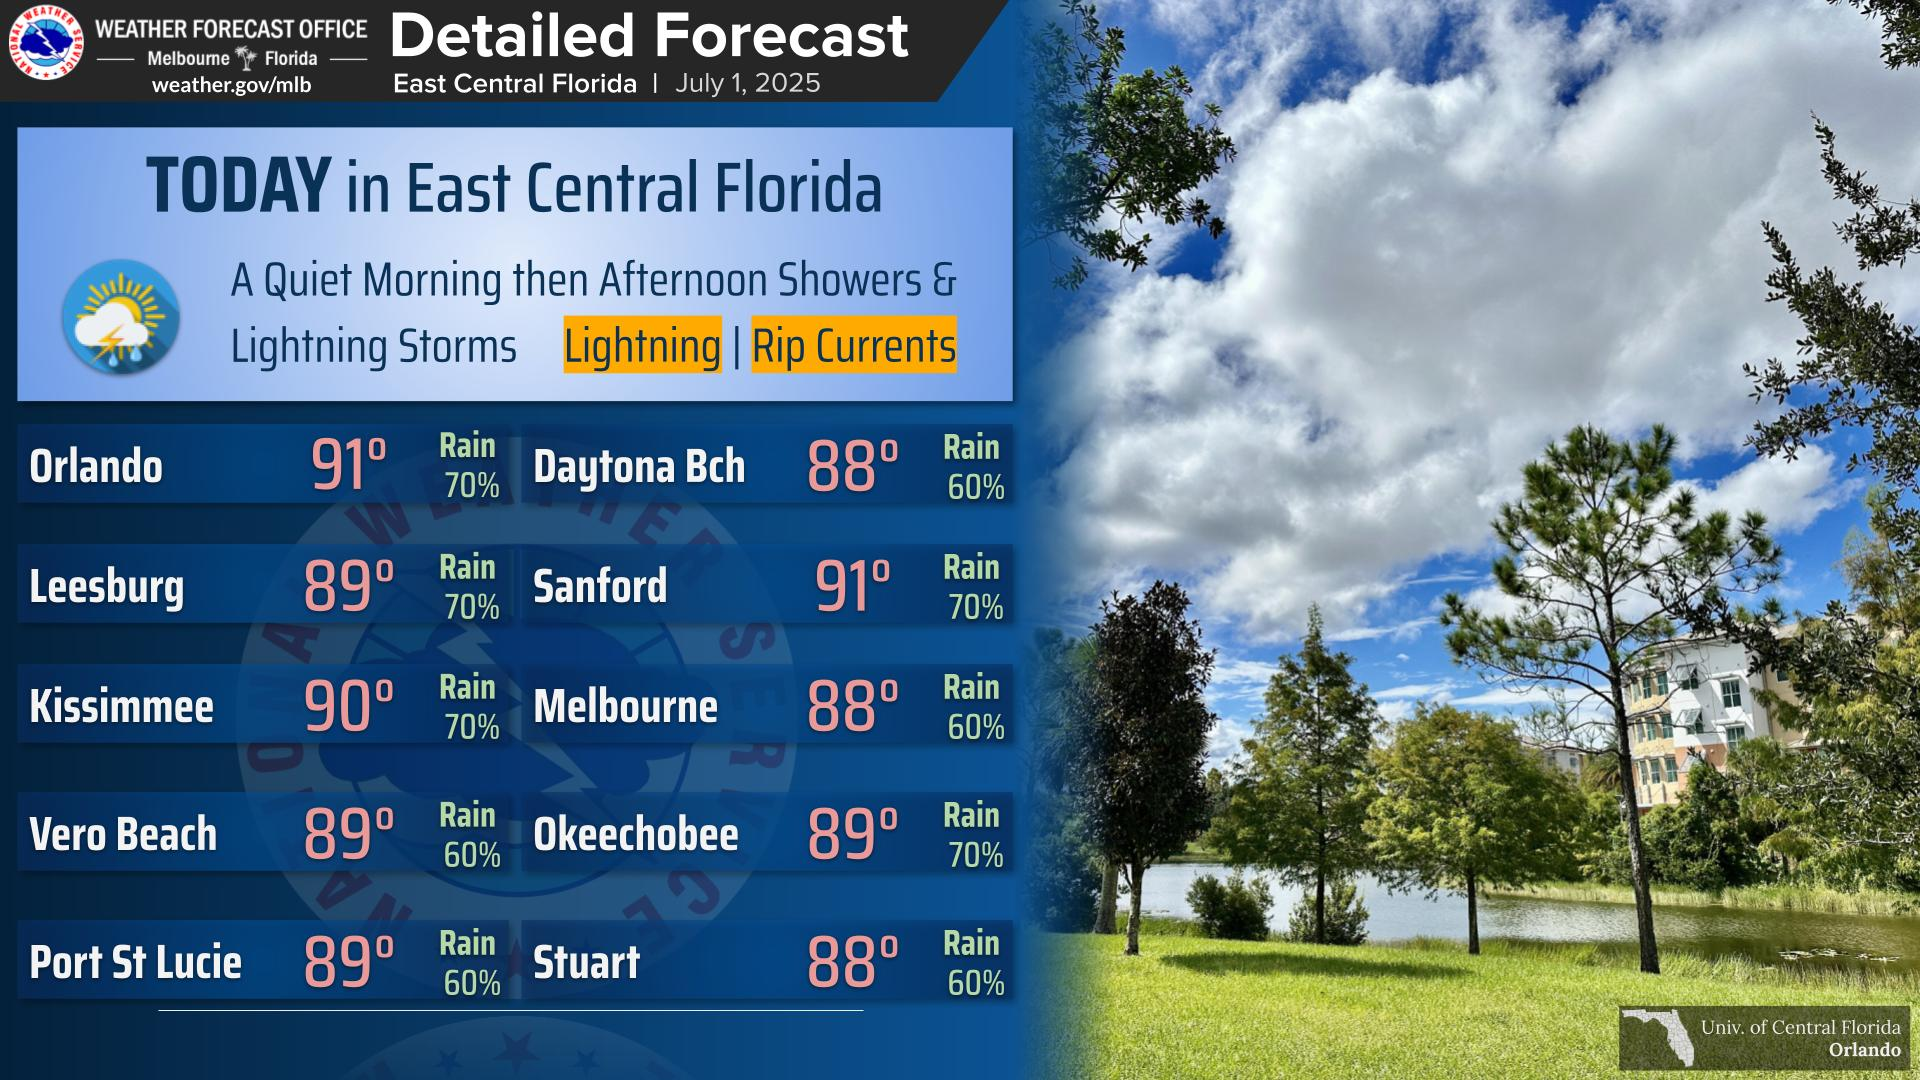 NATIONAL WEATHER SERVICE
WEATHER FORECAST OFFICE
Melbourne Florida
weather.gov/mlb
Detailed Forecast
East Central Florida | July 1, 2025
TODAY in East Central Florida
A Quiet Morning then Afternoon Showers &
Lightning Storms Lightning | Rip Currents
Orlando 91° Rain 70%
Daytona Bch 88° Rain 60%
Leesburg 89° Rain 70%
Sanford 91° Rain 70%
Kissimmee 90° Rain 70%
Melbourne 88° Rain 60%
Vero Beach 89° Rain 60%
Okeechobee 89° Rain 70%
Port St Lucie 89° Rain 60%
Stuart 88° Rain 60%
Univ. of Central Florida
Orlando